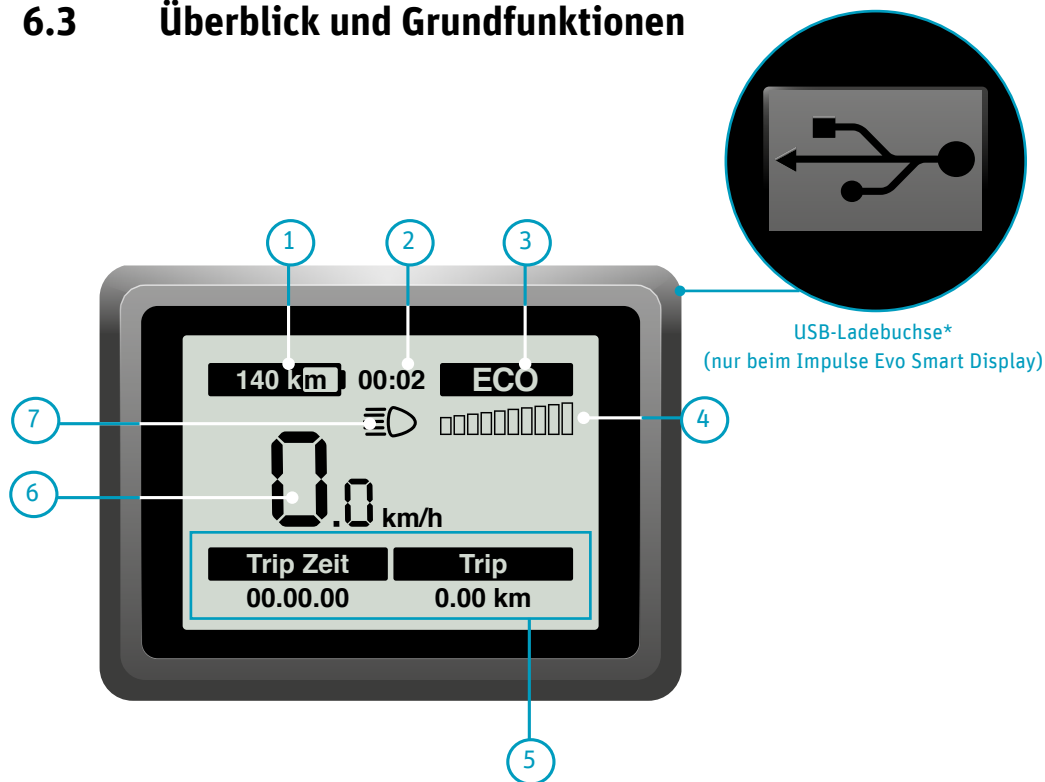 6.3 Überblick und Grundfunktionen
1 2 3
USB-Ladebuchse*
(nur beim Impulse Evo Smart Display)
140 km 00:02 ECO
7
4
6
0.0 km/h
Trip Zeit Trip
00.00.00 0.00 km
5